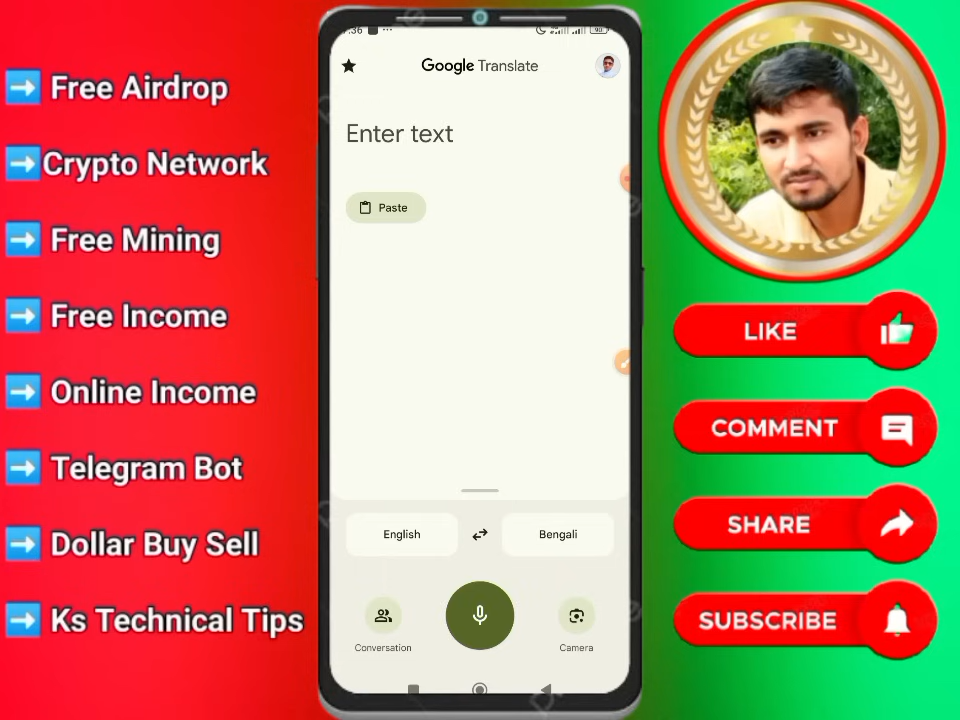 Free Airdrop
Crypto Network
Free Mining
Free Income
Online Income
Telegram Bot
Dollar Buy Sell
Ks Technical Tips
Google Translate
Enter text
Paste
English
Bengali
Conversation
Camera
LIKE
COMMENT
SHARE
SUBSCRIBE